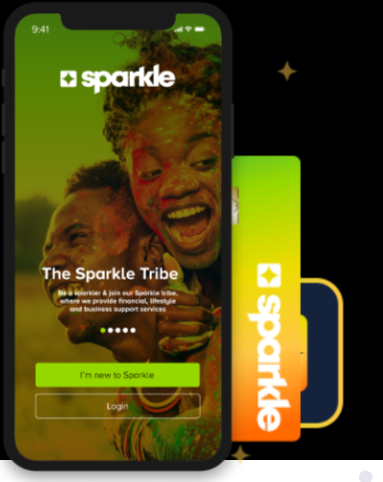 9:41
sparkle
The Sparkle Tribe
Be a sparkler & join our Sparkle tribe,
where we provide financial, lifestyle
and business support services
I'm new to Sparkle
Login
sparkle